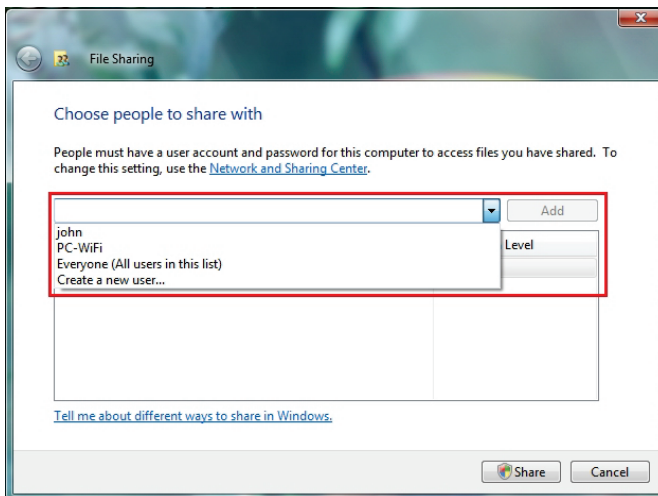 File Sharing
Choose people to share with
People must have a user account and password for this computer to access files you have shared. To
change this setting, use the Network and Sharing Center.
Add
john
PC-WiFi
Everyone (All users in this list)
Create a new user...
Level
Tell me about different ways to share in Windows.
Share
Cancel